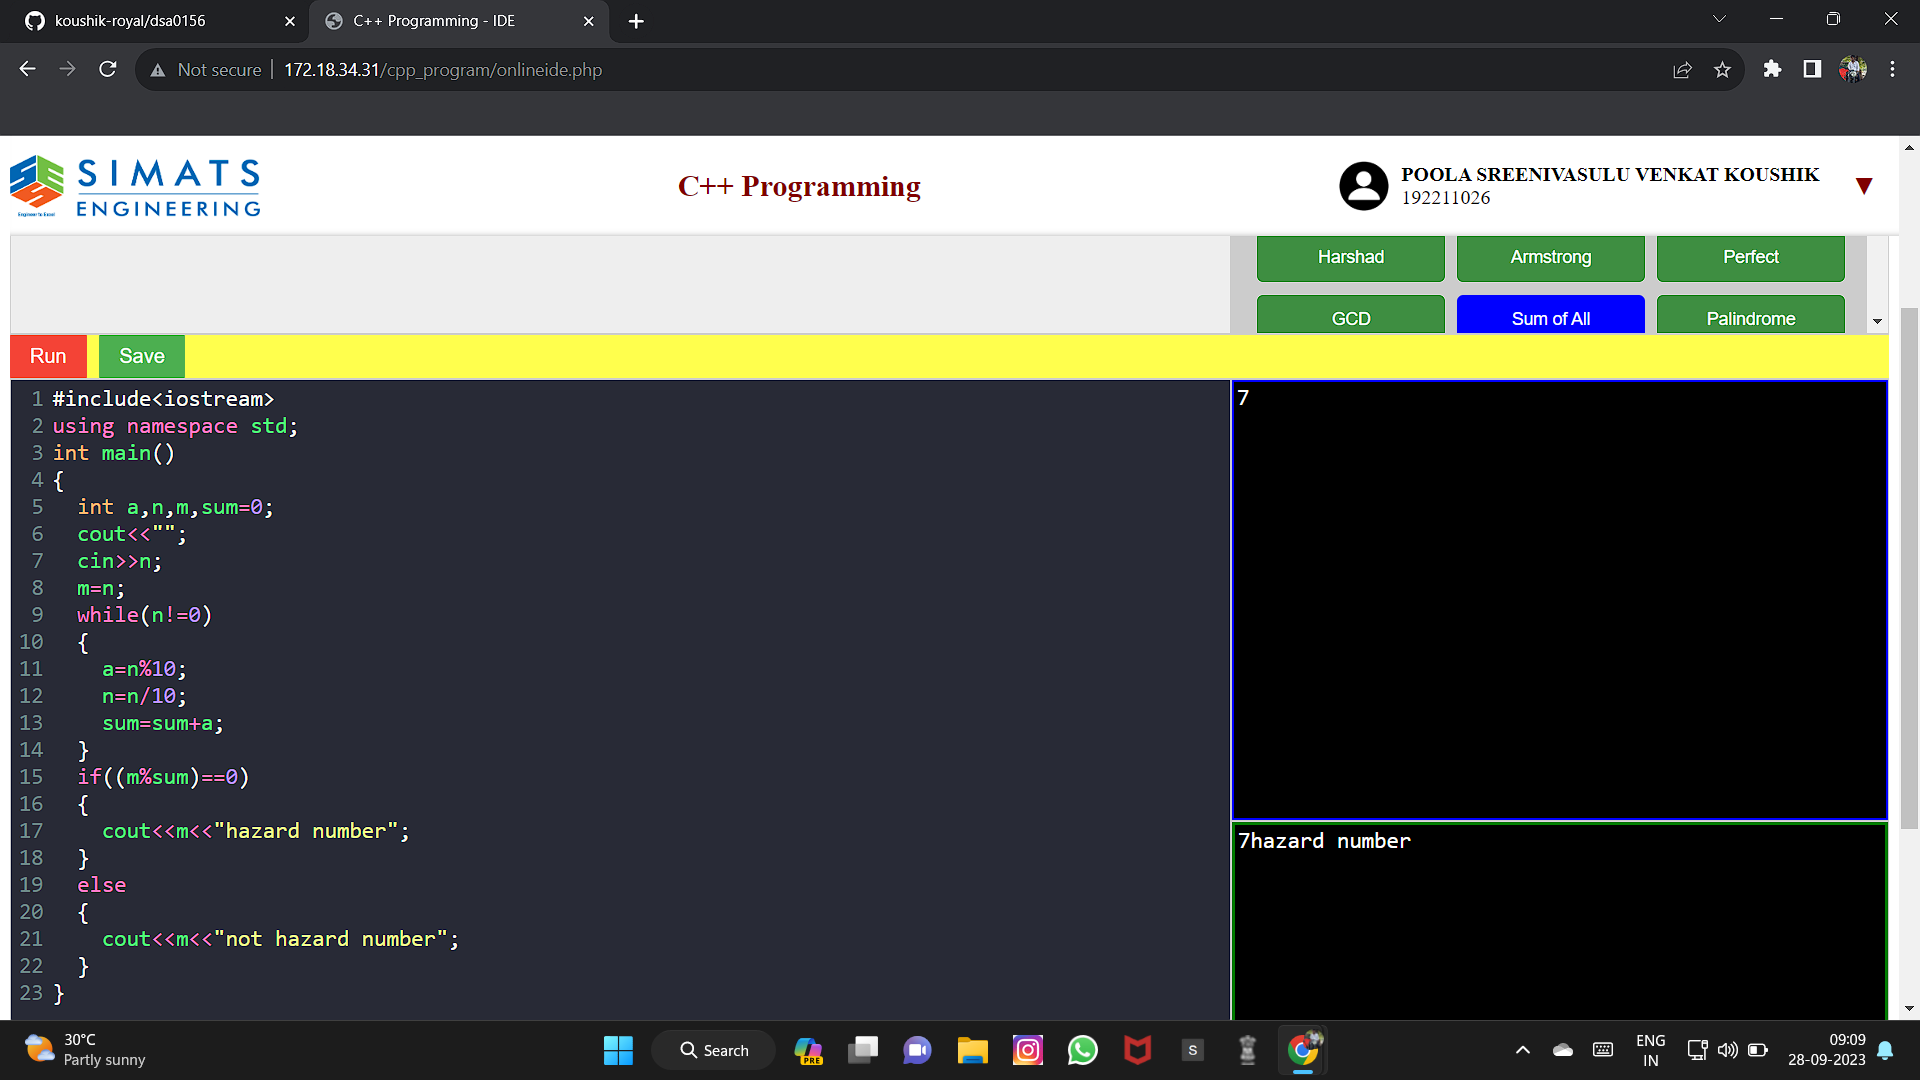 koushik-royal/dsa0156
C++ Programming - IDE
Not secure
172.18.34.31/cpp_program/onlineide.php
SIMATS
ENGINEERING
Engineer to Excel
C++ Programming
POOLA SREENIVASULU VENKAT KOUSHIK
192211026
Harshad
Armstrong
Perfect
GCD
Sum of All
Palindrome
Run
Save
1 #include<iostream>
2 using namespace std;
3 int main()
4 {
5   int a,n,m,sum=0;
6   cout<<"";
7   cin>>n;
8   m=n;
9   while(n!=0)
10   {
11     a=n%10;
12     n=n/10;
13     sum=sum+a;
14   }
15   if((m%sum)==0)
16   {
17     cout<<m<<"hazard number";
18   }
19   else
20   {
21     cout<<m<<"not hazard number";
22   }
23 }
7
7hazard number
30°C
Partly sunny
Search
PRE
S
ENG
IN
09:09
28-09-2023